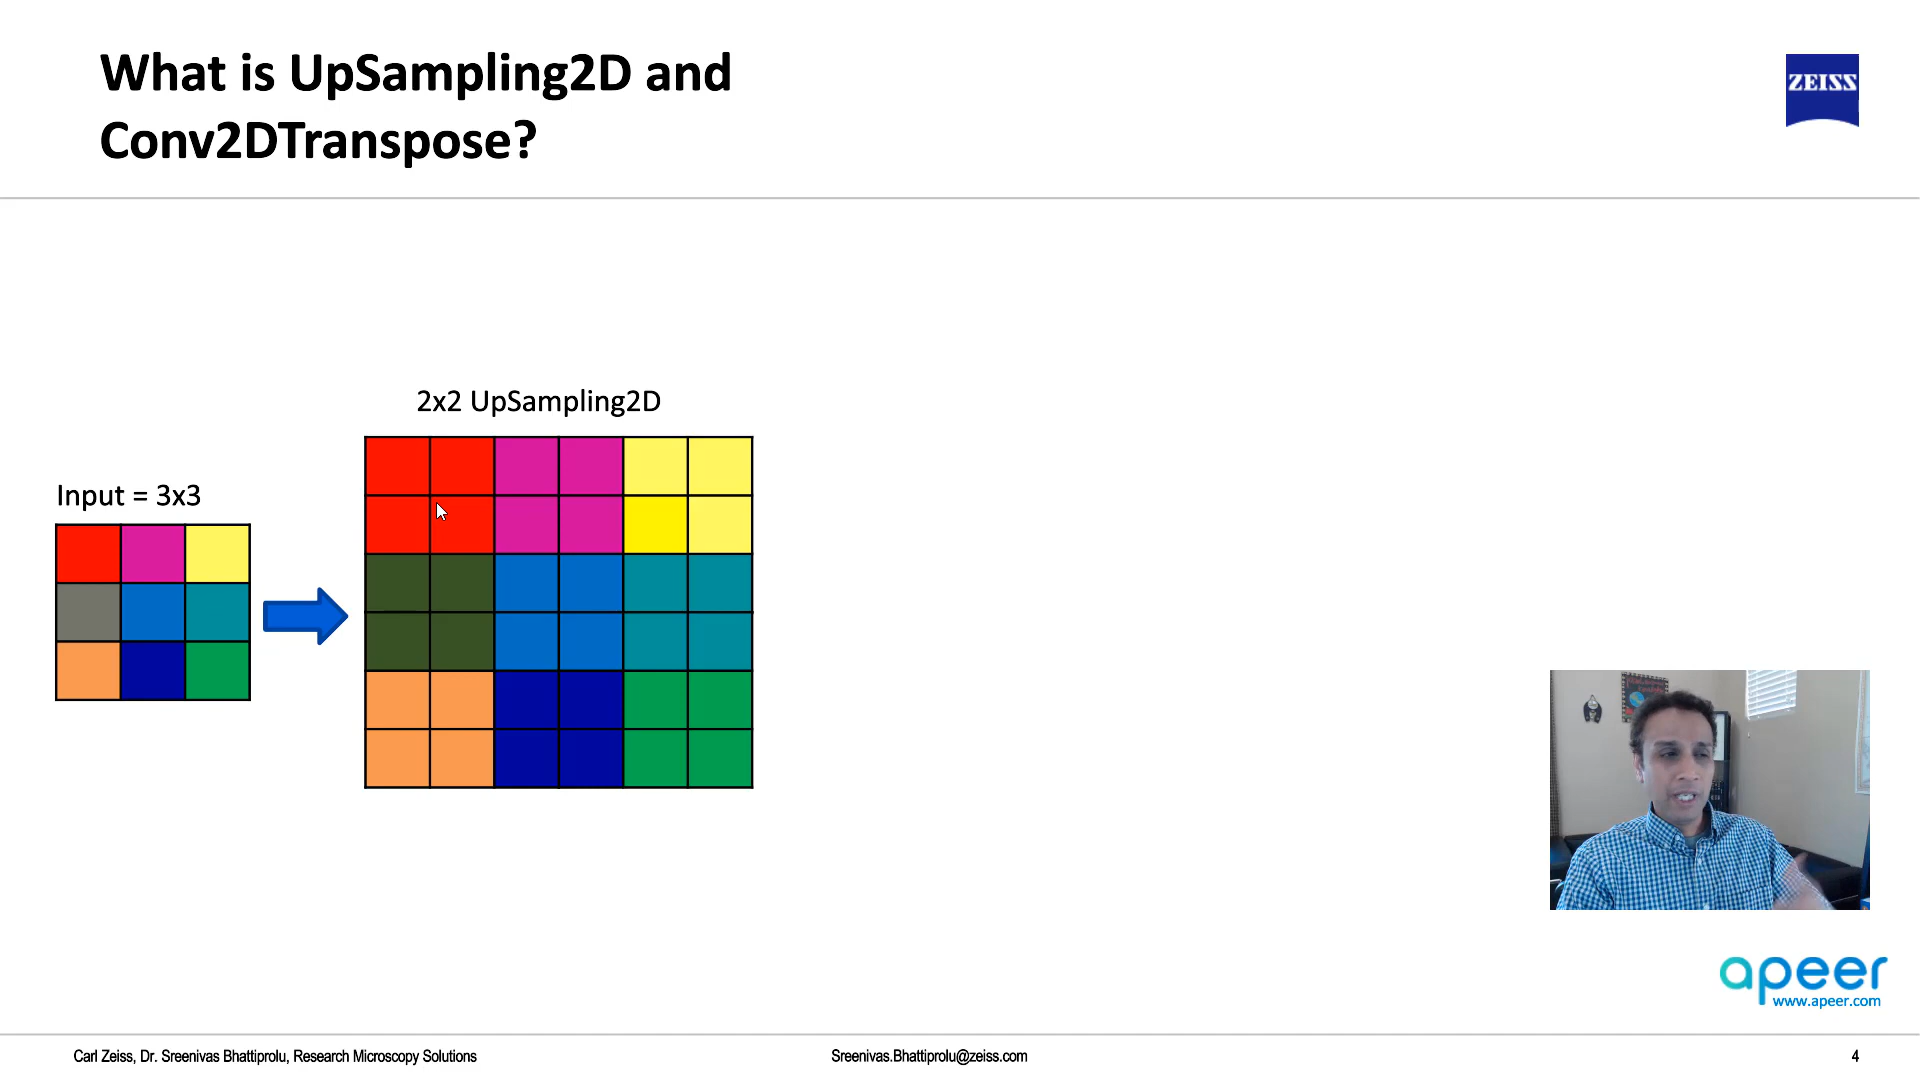 What is UpSampling2D and
Conv2DTranspose?
ZEISS
2x2 UpSampling2D
Input = 3x3
apeer
www.apeer.com
Carl Zeiss, Dr. Sreenivas Bhattiprolu, Research Microscopy Solutions
Sreenivas.Bhattiprolu@zeiss.com
4